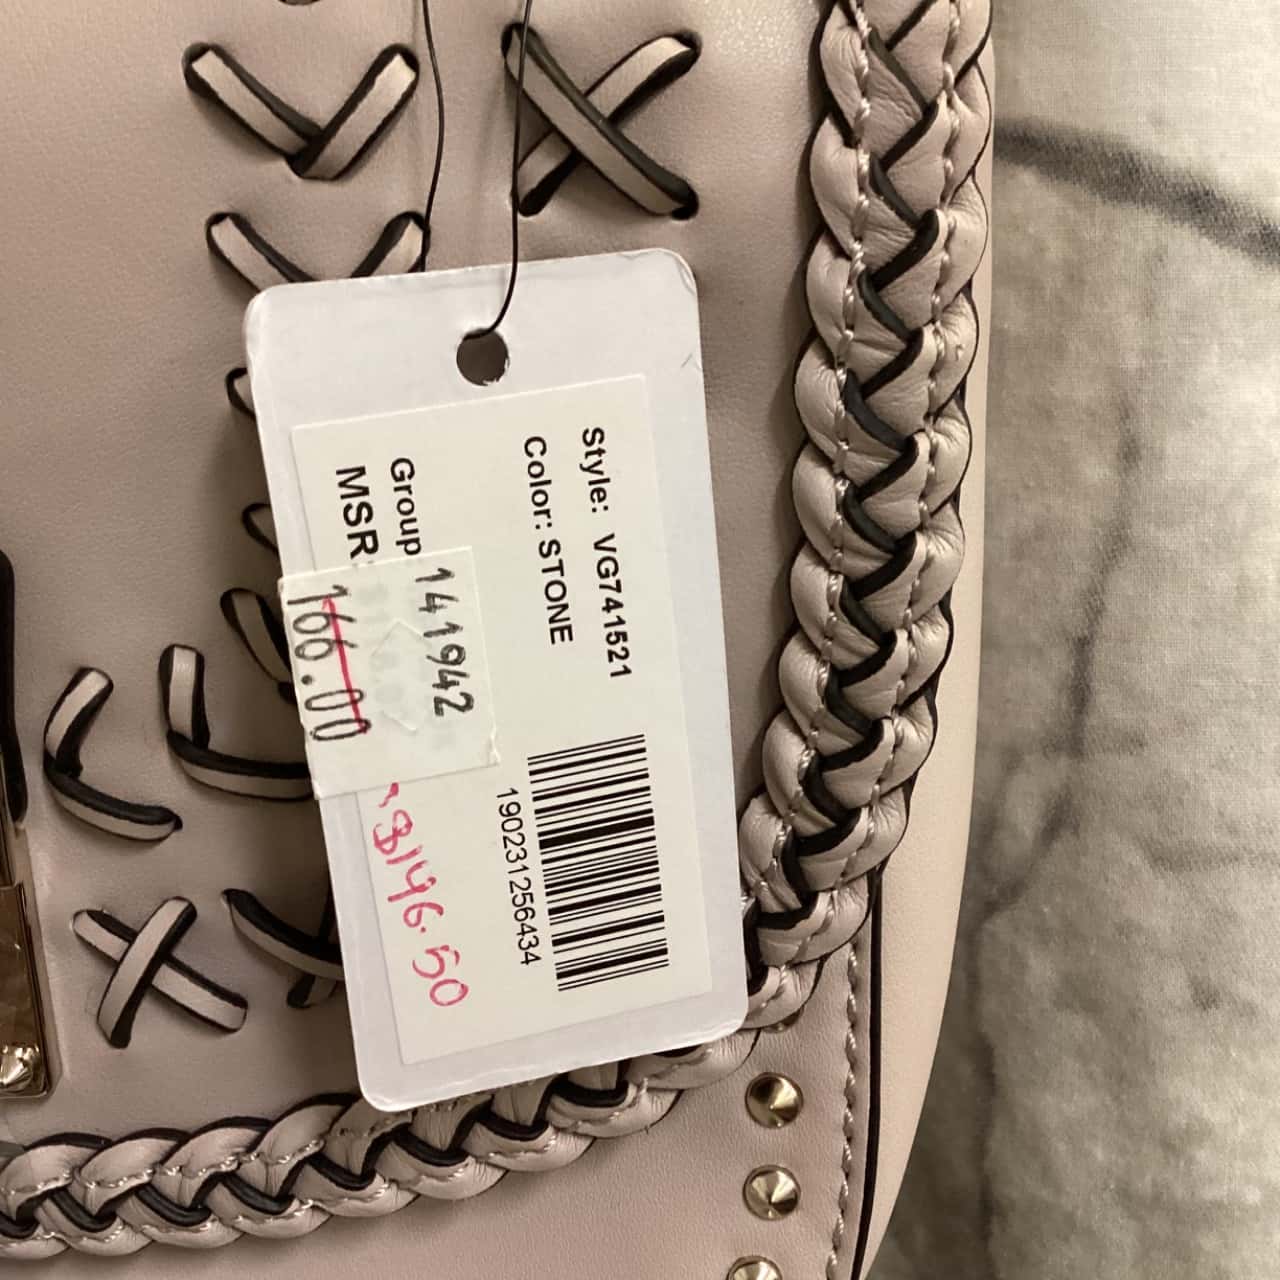 Style: VG741521
Color: STONE
190231256434
Group
141942
MSR
166.00
$146.50